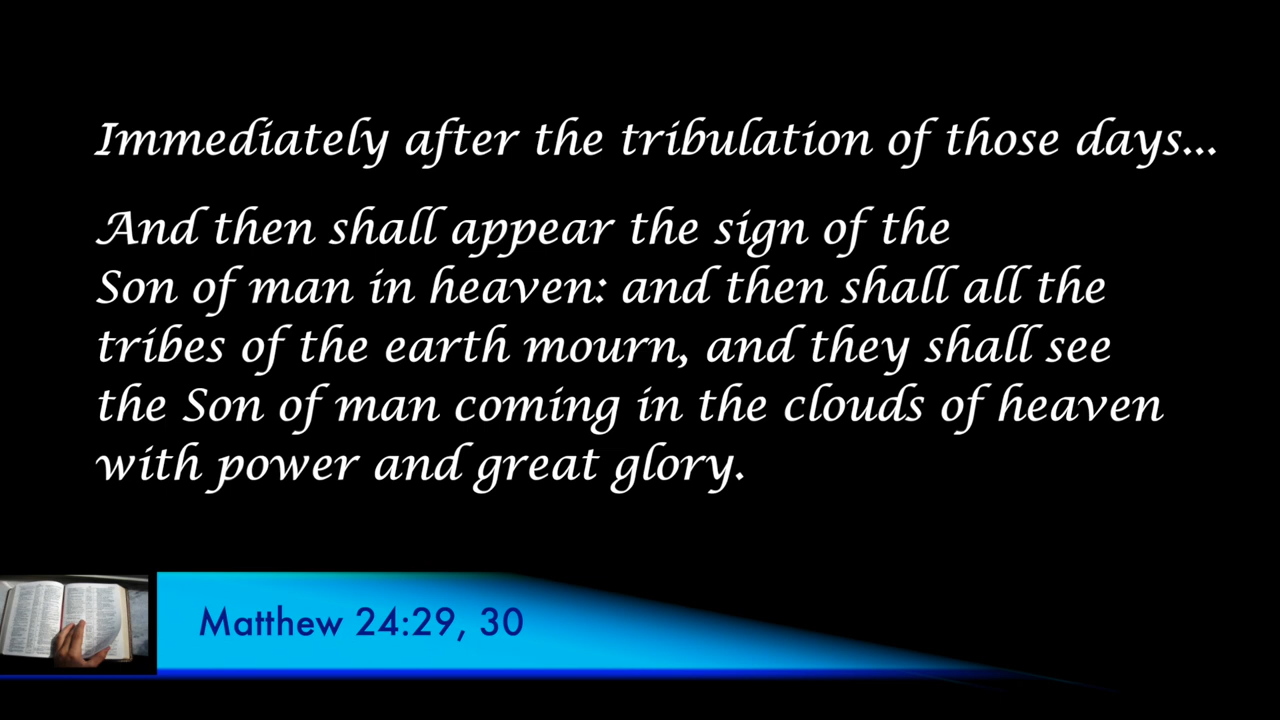 Immediately after the tribulation of those days...
And then shall appear the sign of the
Son of man in heaven: and then shall all the
tribes of the earth mourn, and they shall see
the Son of man coming in the clouds of heaven
with power and great glory.
Matthew 24:29, 30